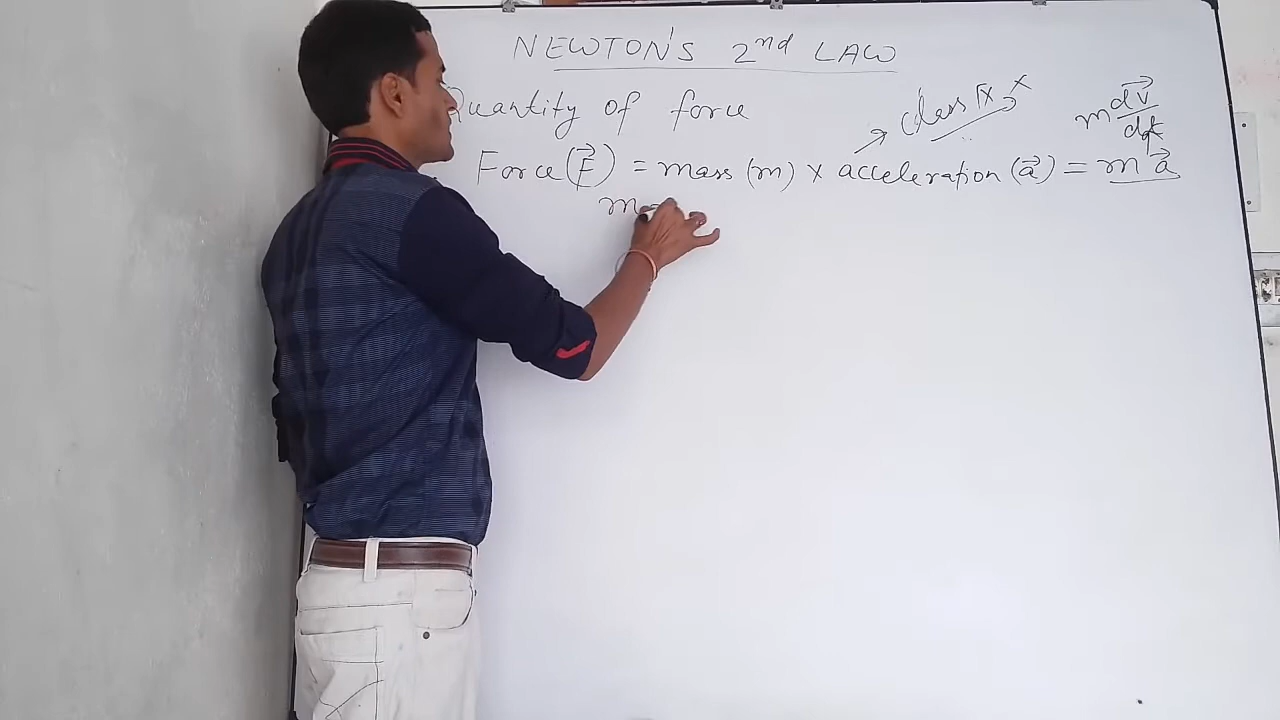 NEWTON'S 2nd LAW
Quantity of force
class IX x
m dv⃗/dt
Force (F⃗) = mass (m) × acceleration (a⃗) = m a⃗
m =